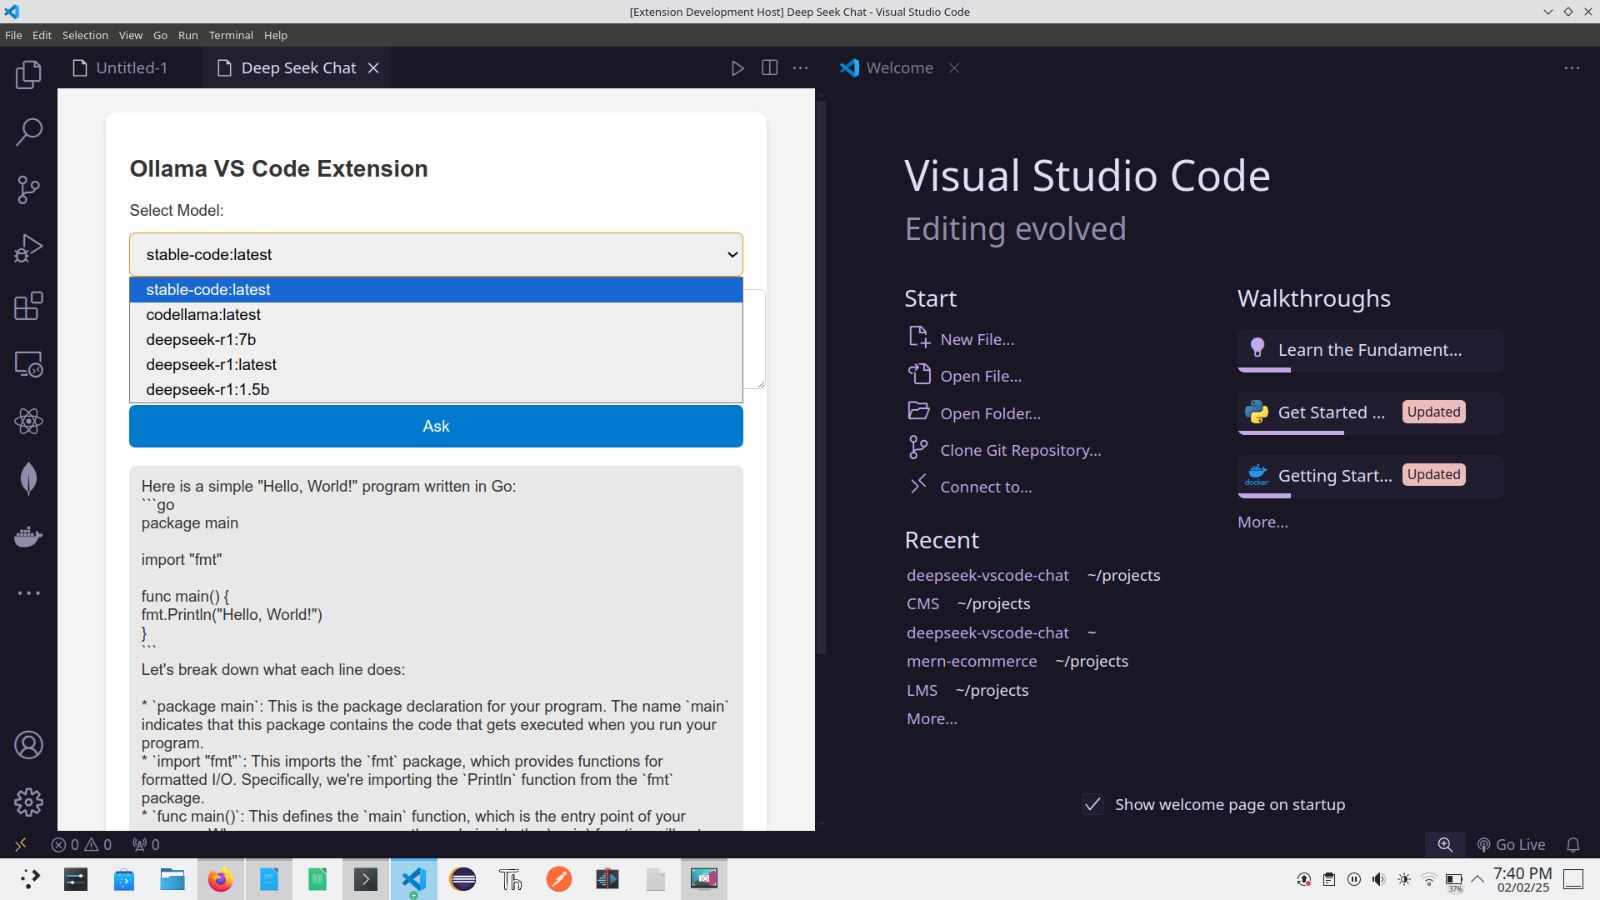 [Extension Development Host] Deep Seek Chat - Visual Studio Code
File Edit Selection View Go Run Terminal Help
Untitled-1
Deep Seek Chat
Welcome
Ollama VS Code Extension
Select Model:
stable-code:latest
stable-code:latest
codellama:latest
deepseek-r1:7b
deepseek-r1:latest
deepseek-r1:1.5b
Ask
Here is a simple "Hello, World!" program written in Go:
```go
package main
import "fmt"
func main() {
fmt.Println("Hello, World!")
}
```
Let's break down what each line does:
* `package main`: This is the package declaration for your program. The name `main`
indicates that this package contains the code that gets executed when you run your
program.
* `import "fmt"`: This imports the `fmt` package, which provides functions for
formatted I/O. Specifically, we're importing the `Println` function from the `fmt`
package.
* `func main()`: This defines the `main` function, which is the entry point of your
Visual Studio Code
Editing evolved
Start
New File...
Open File...
Open Folder...
Clone Git Repository...
Connect to...
Recent
deepseek-vscode-chat ~/projects
CMS ~/projects
deepseek-vscode-chat ~
mern-ecommerce ~/projects
LMS ~/projects
More...
Walkthroughs
Learn the Fundament...
Get Started ... Updated
docker
Getting Start... Updated
More...
Show welcome page on startup
0 0 0
Go Live
Th
37%
7:40 PM
02/02/25